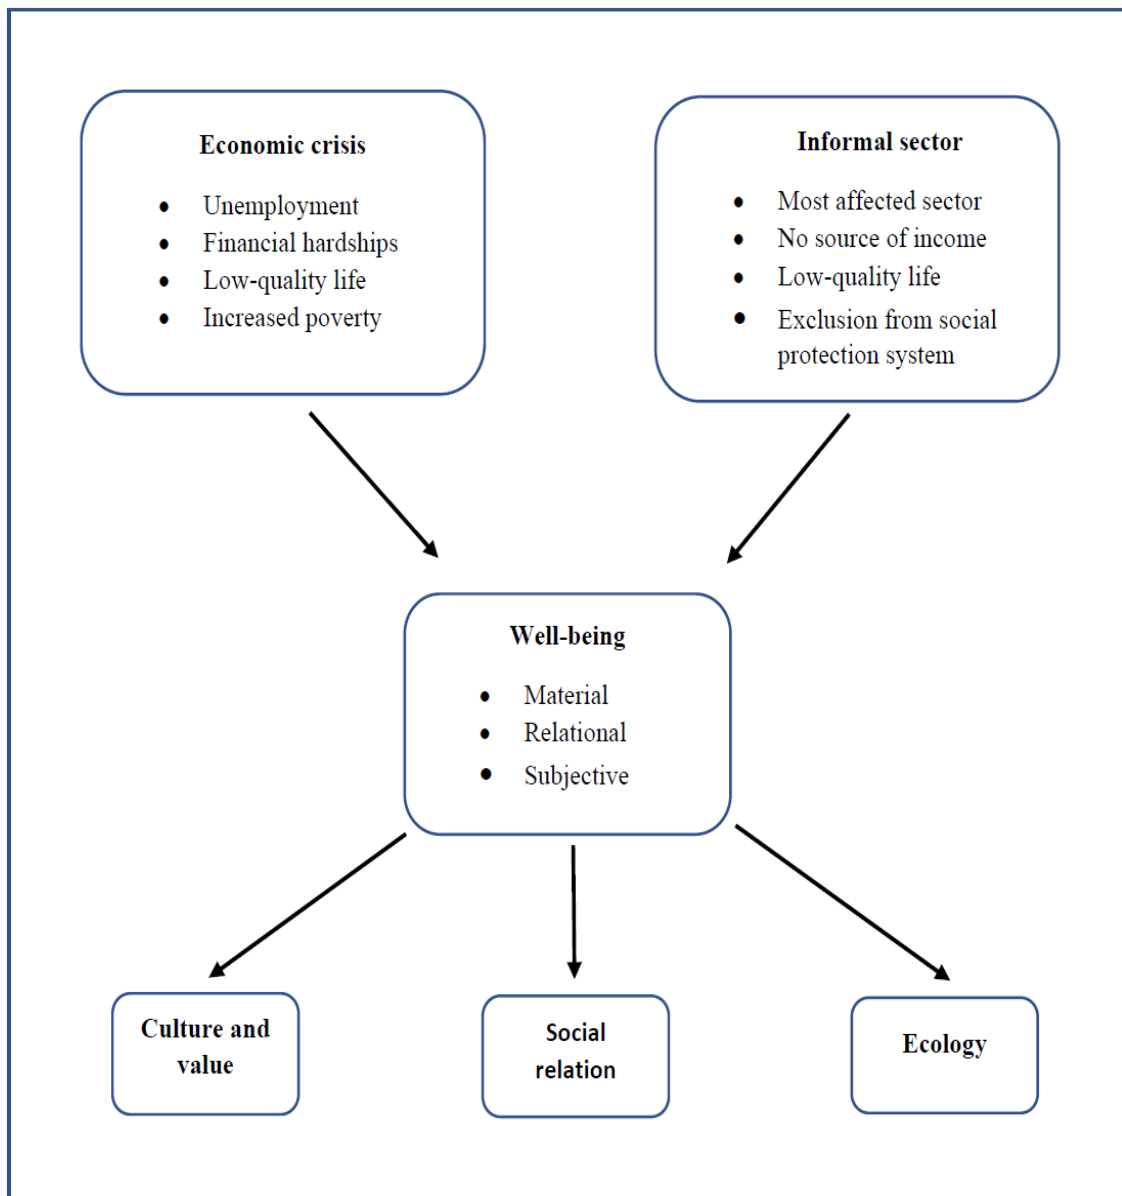 Economic crisis
• Unemployment
• Financial hardships
• Low-quality life
• Increased poverty
Informal sector
• Most affected sector
• No source of income
• Low-quality life
• Exclusion from social
protection system
Well-being
• Material
• Relational
• Subjective
Culture and
value
Social
relation
Ecology